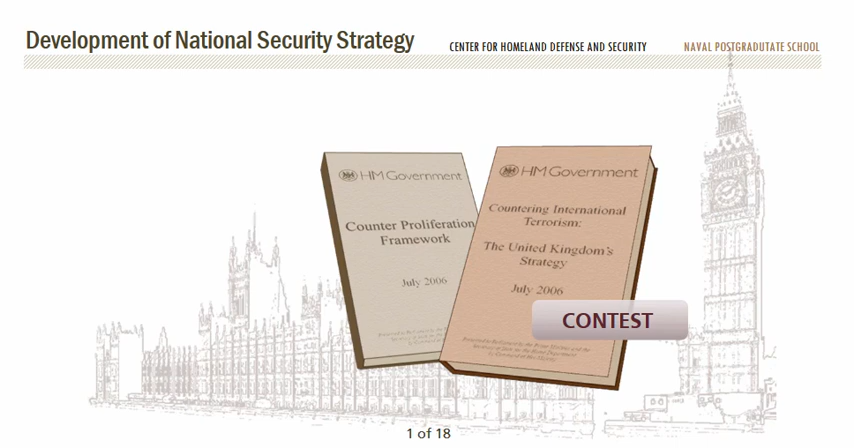 Development of National Security Strategy
CENTER FOR HOMELAND DEFENSE AND SECURITY
NAVAL POSTGRADUTATE SCHOOL
HM Government
Counter Proliferation
Framework
July 2006
HM Government
Countering International
Terrorism:
The United Kingdom's
Strategy
July 2006
CONTEST
1 of 18